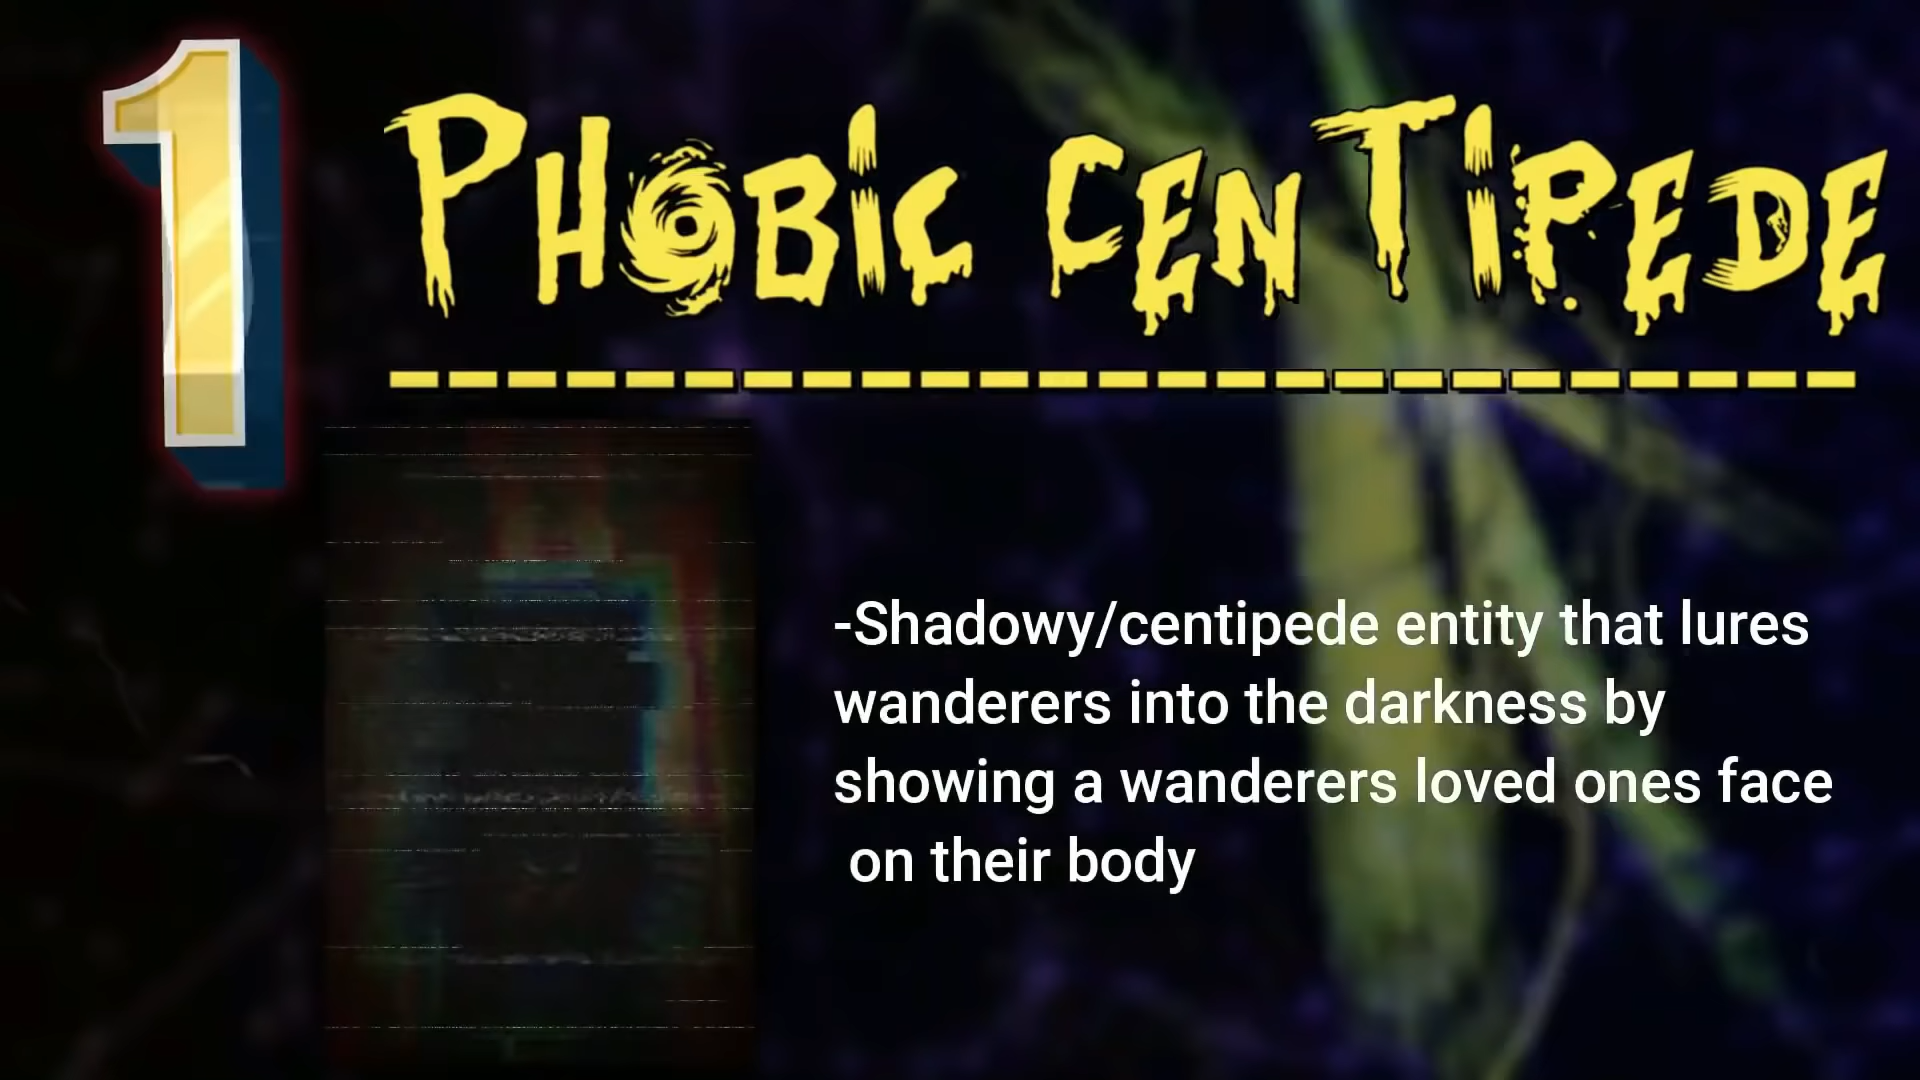 1
PHOBIC CENTIPEDE
-Shadowy/centipede entity that lures
wanderers into the darkness by
showing a wanderers loved ones face
on their body